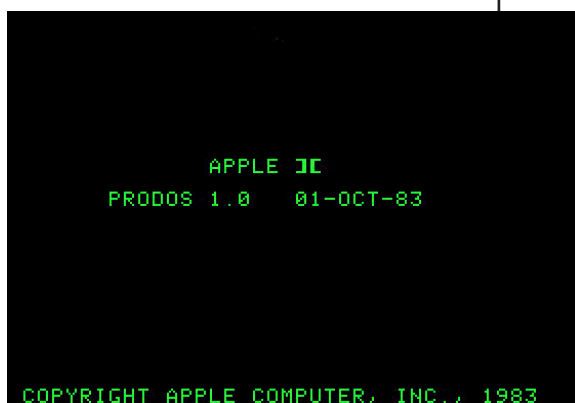 APPLE ][
PRODOS 1.0 01-OCT-83
COPYRIGHT APPLE COMPUTER, INC., 1983